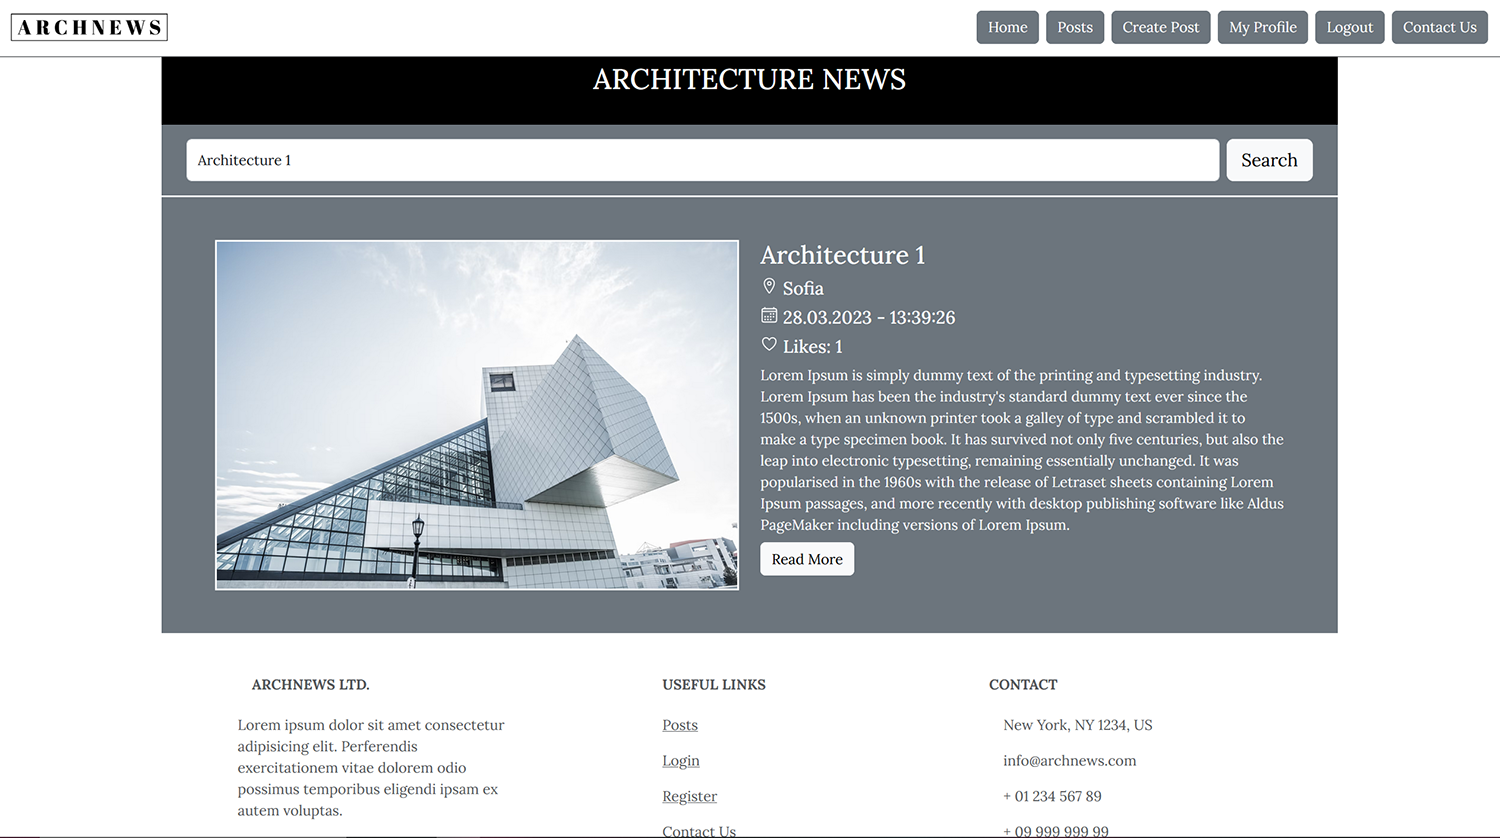 ARCHNEWS
Home Posts Create Post My Profile Logout Contact Us
ARCHITECTURE NEWS
Architecture 1 Search
Architecture 1
Sofia
28.03.2023 - 13:39:26
Likes: 1
Lorem Ipsum is simply dummy text of the printing and typesetting industry.
Lorem Ipsum has been the industry's standard dummy text ever since the
1500s, when an unknown printer took a galley of type and scrambled it to
make a type specimen book. It has survived not only five centuries, but also the
leap into electronic typesetting, remaining essentially unchanged. It was
popularised in the 1960s with the release of Letraset sheets containing Lorem
Ipsum passages, and more recently with desktop publishing software like Aldus
PageMaker including versions of Lorem Ipsum.
Read More
ARCHNEWS LTD.
Lorem ipsum dolor sit amet consectetur
adipisicing elit. Perferendis
exercitationem vitae dolorem odio
possimus temporibus eligendi ipsam ex
autem voluptas.
USEFUL LINKS
Posts
Login
Register
Contact Us
CONTACT
New York, NY 1234, US
info@archnews.com
+ 01 234 567 89
+ 09 999 999 99